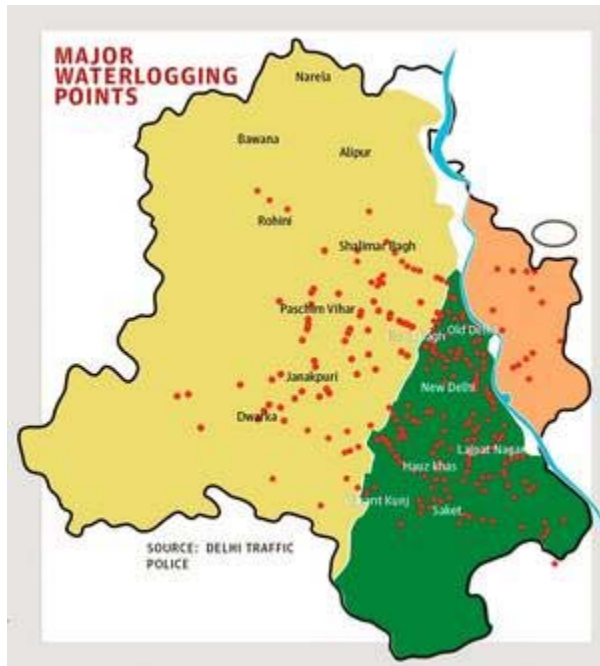 MAJOR
WATERLOGGING
POINTS
Narela
Bawana
Alipur
Rohini
Shalimar Bagh
Paschim Vihar
Old Delhi
Janakpuri
New Delhi
Dwarka
Lajpat Nagar
Hauz khas
Kunj
Saket
SOURCE: DELHI TRAFFIC
POLICE